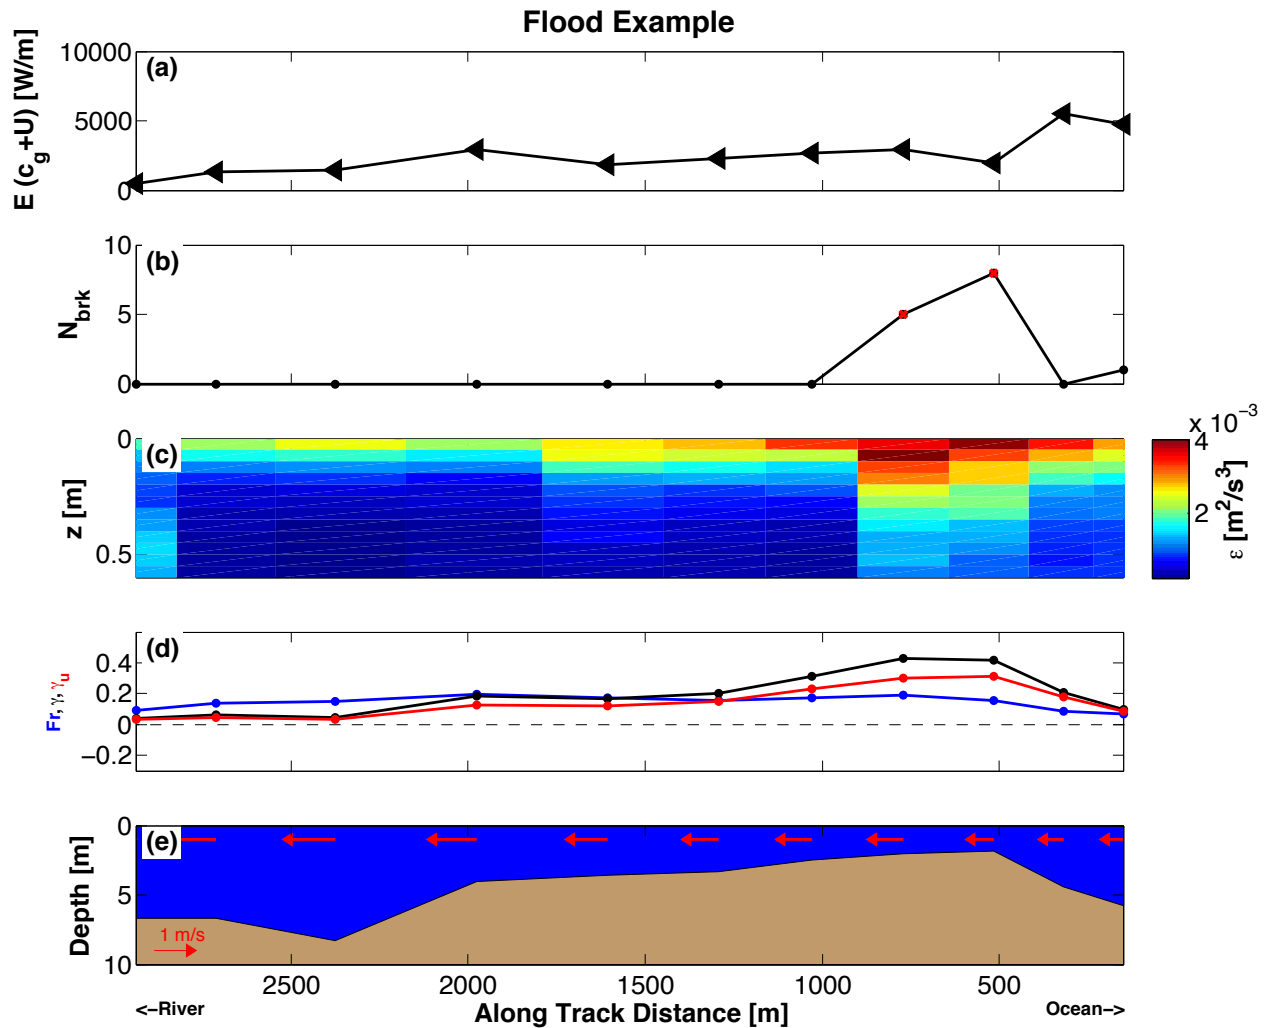 Flood Example
E (c_g+U) [W/m]
10000
5000
0
(a)
N_brk
10
5
0
(b)
z [m]
0
0.5
(c)
x 10^−3
4
2
ε [m^2/s^3]
Fr, γ, γ_u
0.4
0.2
0
−0.2
(d)
Depth [m]
0
5
10
(e)
1 m/s
2500 2000 1500 1000 500
<−River Along Track Distance [m] Ocean−>